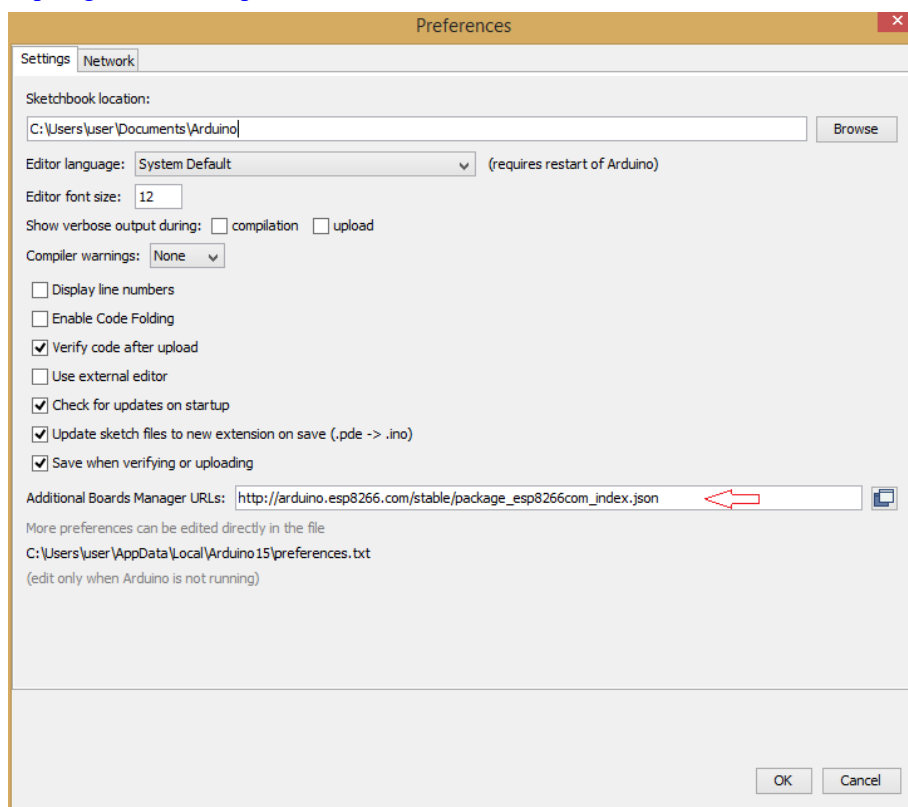 Preferences
Settings Network
Sketchbook location:
C:\Users\user\Documents\Arduino Browse
Editor language: System Default (requires restart of Arduino)
Editor font size: 12
Show verbose output during: compilation upload
Compiler warnings: None
Display line numbers
Enable Code Folding
Verify code after upload
Use external editor
Check for updates on startup
Update sketch files to new extension on save (.pde -> .ino)
Save when verifying or uploading
Additional Boards Manager URLs: http://arduino.esp8266.com/stable/package_esp8266com_index.json
More preferences can be edited directly in the file
C:\Users\user\AppData\Local\Arduino15\preferences.txt
(edit only when Arduino is not running)
OK Cancel